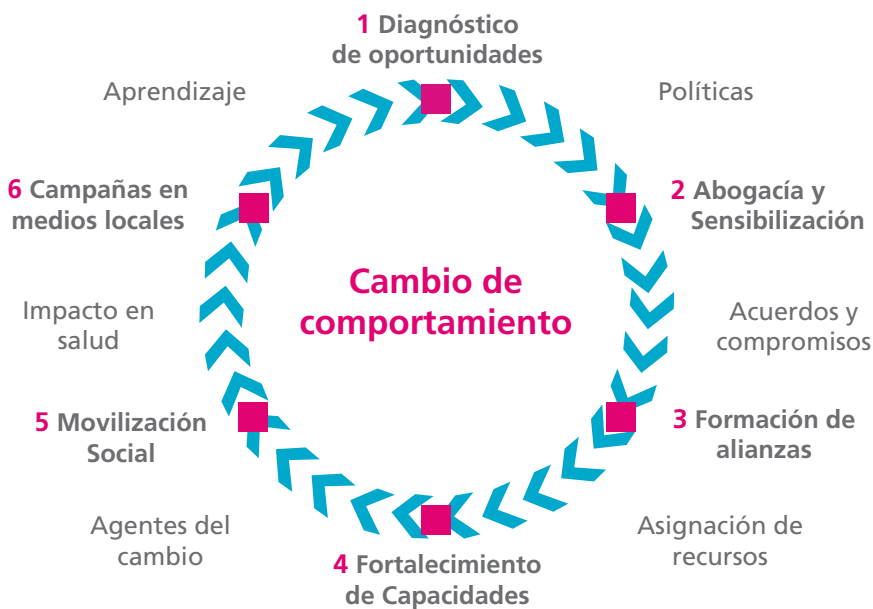 1 Diagnóstico
de oportunidades
Políticas
2 Abogacía y
Sensibilización
Acuerdos y
compromisos
3 Formación de
alianzas
Asignación de
recursos
4 Fortalecimiento
de Capacidades
Agentes del
cambio
5 Movilización
Social
Impacto en
salud
6 Campañas en
medios locales
Aprendizaje
Cambio de
comportamiento